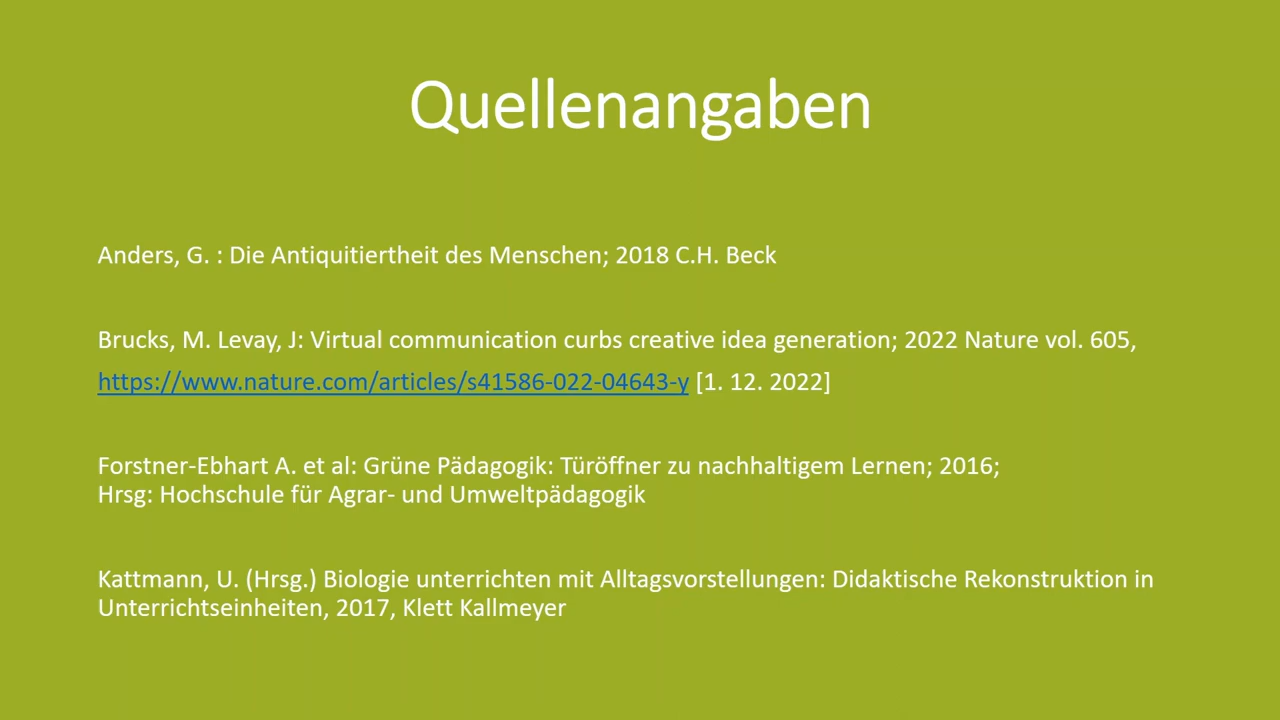 Quellenangaben
Anders, G. : Die Antiquitiertheit des Menschen; 2018 C.H. Beck
Brucks, M. Levay, J: Virtual communication curbs creative idea generation; 2022 Nature vol. 605,
https://www.nature.com/articles/s41586-022-04643-y [1. 12. 2022]
Forstner-Ebhart A. et al: Grüne Pädagogik: Türöffner zu nachhaltigem Lernen; 2016;
Hrsg: Hochschule für Agrar- und Umweltpädagogik
Kattmann, U. (Hrsg.) Biologie unterrichten mit Alltagsvorstellungen: Didaktische Rekonstruktion in
Unterrichtseinheiten, 2017, Klett Kallmeyer